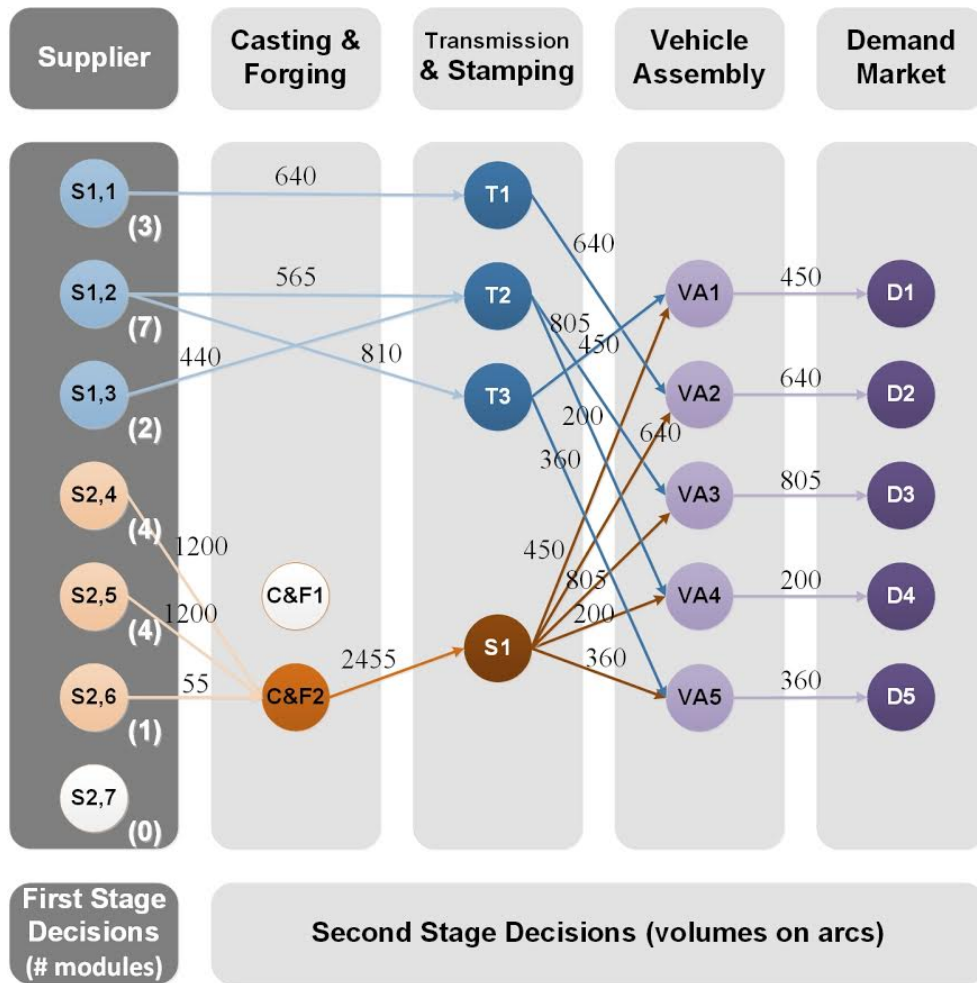 Supplier
Casting &
Forging
Transmission
& Stamping
Vehicle
Assembly
Demand
Market
S1,1
(3)
640
T1
640
S1,2
(7)
565
T2
VA1
450
D1
805
450
440
810
S1,3
(2)
T3
VA2
640
D2
200
640
360
S2,4
(4)
VA3
805
D3
1200
450
S2,5
(4)
1200
C&F1
805
VA4
200
D4
200
2455
S1
360
S2,6
(1)
55
C&F2
VA5
360
D5
S2,7
(0)
First Stage
Decisions
(# modules)
Second Stage Decisions (volumes on arcs)